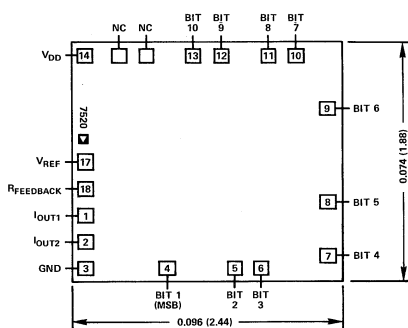 NC NC BIT 10 BIT 9 BIT 8 BIT 7
VDD 14 13 12 11 10
7520
9 BIT 6
VREF 17
RFEEDBACK 18
IOUT1 1
8 BIT 5
IOUT2 2
7 BIT 4
GND 3 4 5 6
BIT 1 (MSB) BIT 2 BIT 3
0.096 (2.44)
0.074 (1.88)